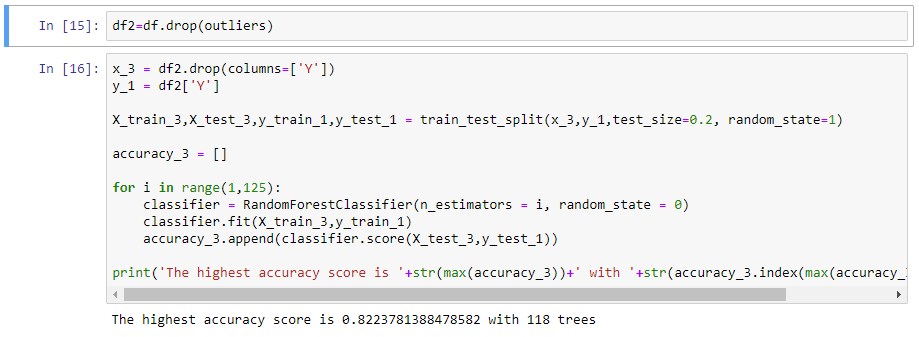 In [15]: df2=df.drop(outliers)
In [16]: x_3 = df2.drop(columns=['Y'])
y_1 = df2['Y']
X_train_3,X_test_3,y_train_1,y_test_1 = train_test_split(x_3,y_1,test_size=0.2, random_state=1)
accuracy_3 = []
for i in range(1,125):
    classifier = RandomForestClassifier(n_estimators = i, random_state = 0)
    classifier.fit(X_train_3,y_train_1)
    accuracy_3.append(classifier.score(X_test_3,y_test_1))
print('The highest accuracy score is '+str(max(accuracy_3))+' with '+str(accuracy_3.index(max(accuracy_
The highest accuracy score is 0.8223781388478582 with 118 trees